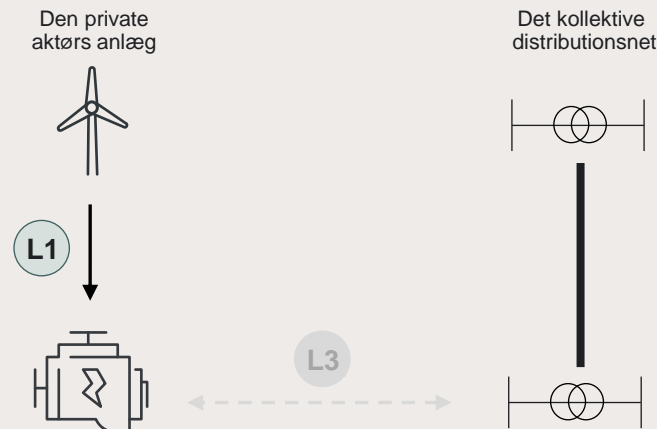 Den private
aktørs anlæg
Det kollektive
distributionsnet
L1
L3